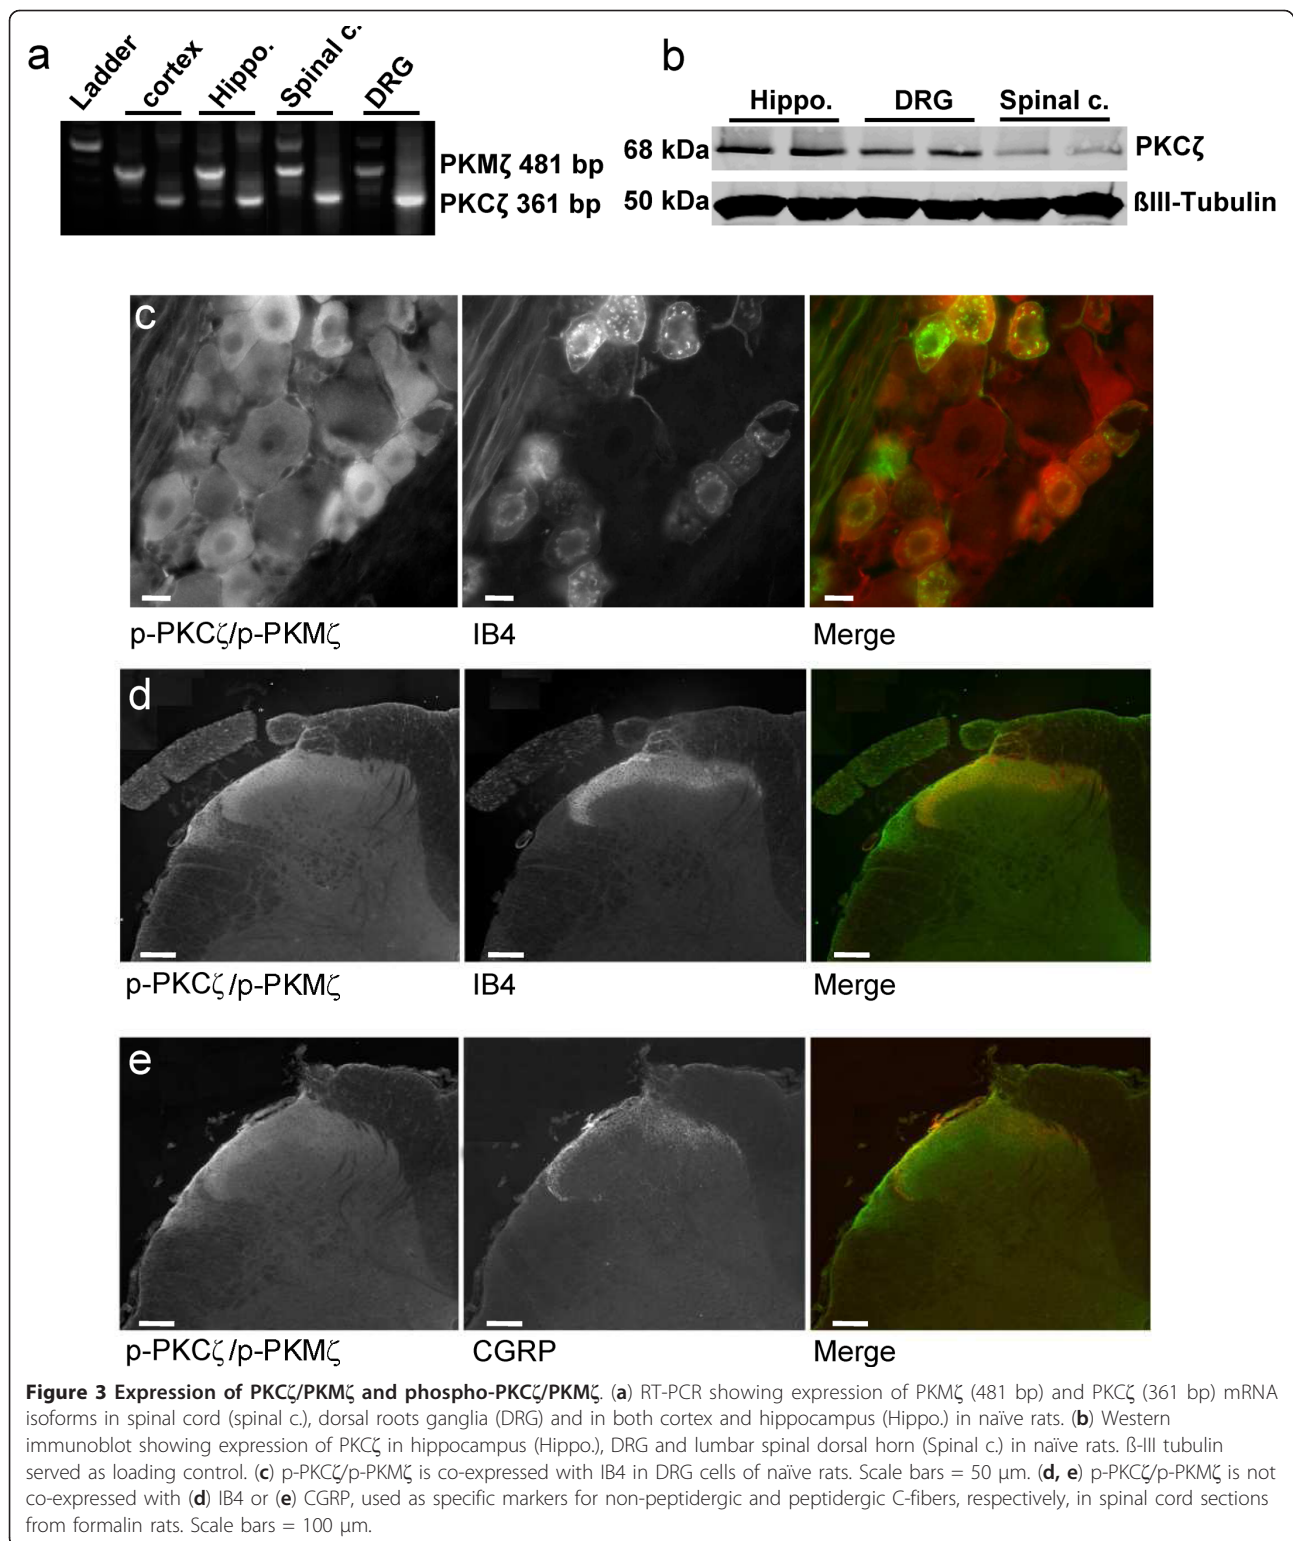 a
Ladder
cortex
Hippo.
Spinal c.
DRG
PKMζ 481 bp
PKCζ 361 bp
b
Hippo.
DRG
Spinal c.
68 kDa
PKCζ
50 kDa
ßIII-Tubulin
c
p-PKCζ/p-PKMζ
IB4
Merge
d
p-PKCζ/p-PKMζ
IB4
Merge
e
p-PKCζ/p-PKMζ
CGRP
Merge
Figure 3 Expression of PKCζ/PKMζ and phospho-PKCζ/PKMζ. (a) RT-PCR showing expression of PKMζ (481 bp) and PKCζ (361 bp) mRNA
isoforms in spinal cord (spinal c.), dorsal roots ganglia (DRG) and in both cortex and hippocampus (Hippo.) in naïve rats. (b) Western
immunoblot showing expression of PKCζ in hippocampus (Hippo.), DRG and lumbar spinal dorsal horn (Spinal c.) in naïve rats. ß-III tubulin
served as loading control. (c) p-PKCζ/p-PKMζ is co-expressed with IB4 in DRG cells of naïve rats. Scale bars = 50 μm. (d, e) p-PKCζ/p-PKMζ is not
co-expressed with (d) IB4 or (e) CGRP, used as specific markers for non-peptidergic and peptidergic C-fibers, respectively, in spinal cord sections
from formalin rats. Scale bars = 100 μm.